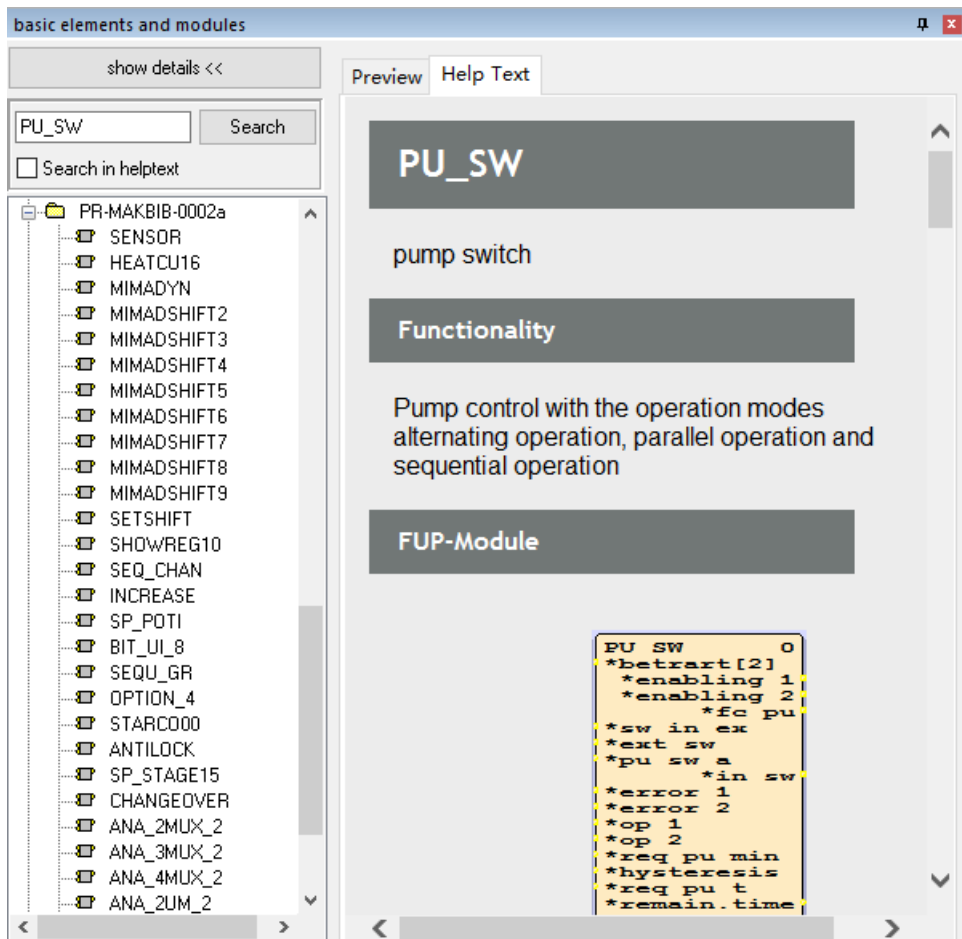 basic elements and modules
show details <<
PU_SW
Search
Search in helptext
PR-MAKBIB-0002a
SENSOR
HEATCU16
MIMADYN
MIMADSHIFT2
MIMADSHIFT3
MIMADSHIFT4
MIMADSHIFT5
MIMADSHIFT6
MIMADSHIFT7
MIMADSHIFT8
MIMADSHIFT9
SETSHIFT
SHOWREG10
SEQ_CHAN
INCREASE
SP_POTI
BIT_UI_8
SEQU_GR
OPTION_4
STARCO00
ANTILOCK
SP_STAGE15
CHANGEOVER
ANA_2MUX_2
ANA_3MUX_2
ANA_4MUX_2
ANA_2UM_2
Preview
Help Text
PU_SW
pump switch
Functionality
Pump control with the operation modes
alternating operation, parallel operation and
sequential operation
FUP-Module
PU SW 0
*betrart[2]
*enabling 1
*enabling 2
*fc pu
*sw in ex
*ext sw
*pu sw a
*in sw
*error 1
*error 2
*op 1
*op 2
*req pu min
*hysteresis
*req pu t
*remain.time